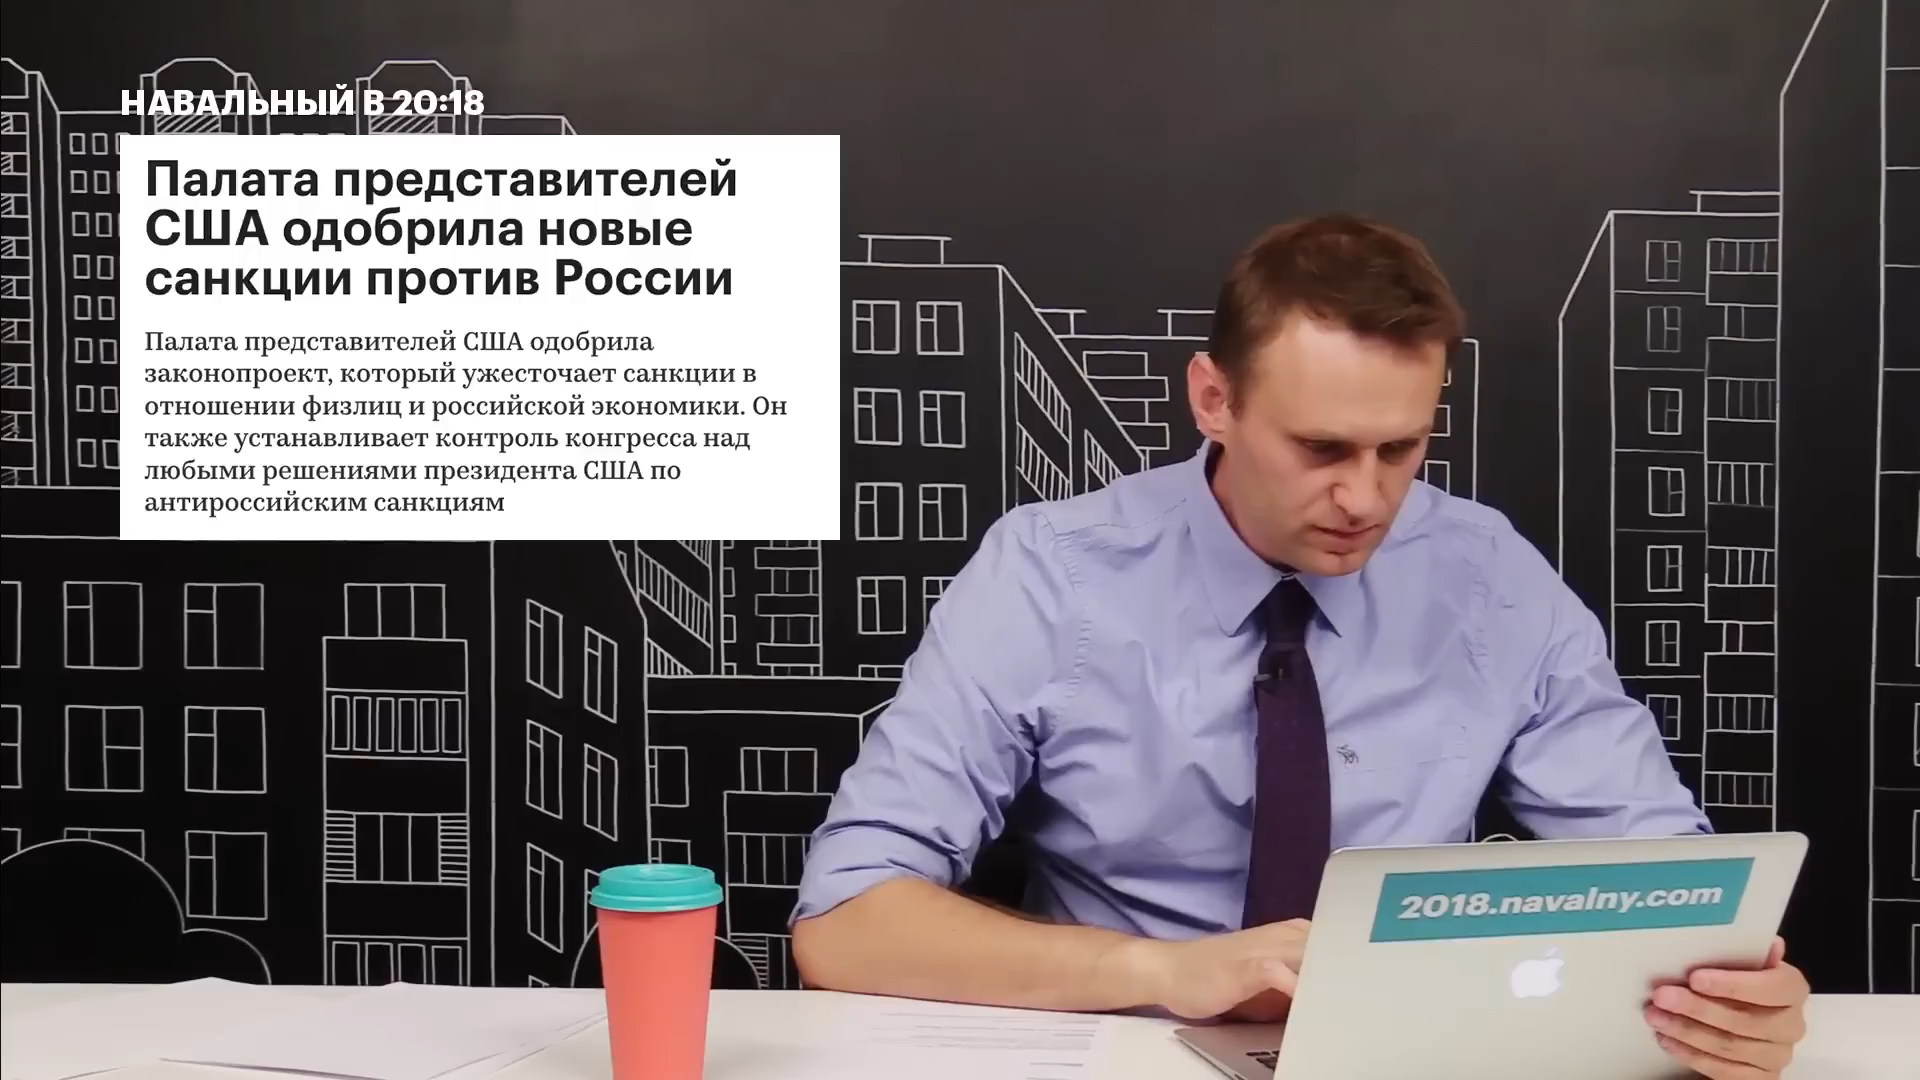 НАВАЛЬНЫЙ В 20:18
Палата представителей
США одобрила новые
санкции против России
Палата представителей США одобрила
законопроект, который ужесточает санкции в
отношении физлиц и российской экономики. Он
также устанавливает контроль конгресса над
любыми решениями президента США по
антироссийским санкциям
2018.navalny.com